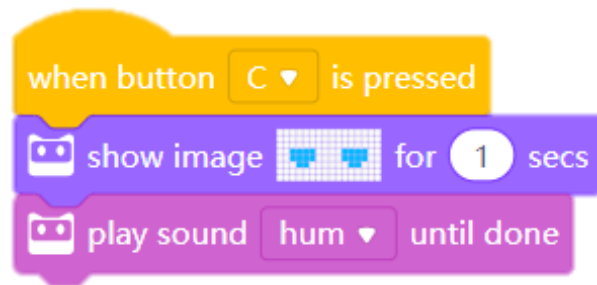 when button C is pressed
show image for 1 secs
play sound hum until done